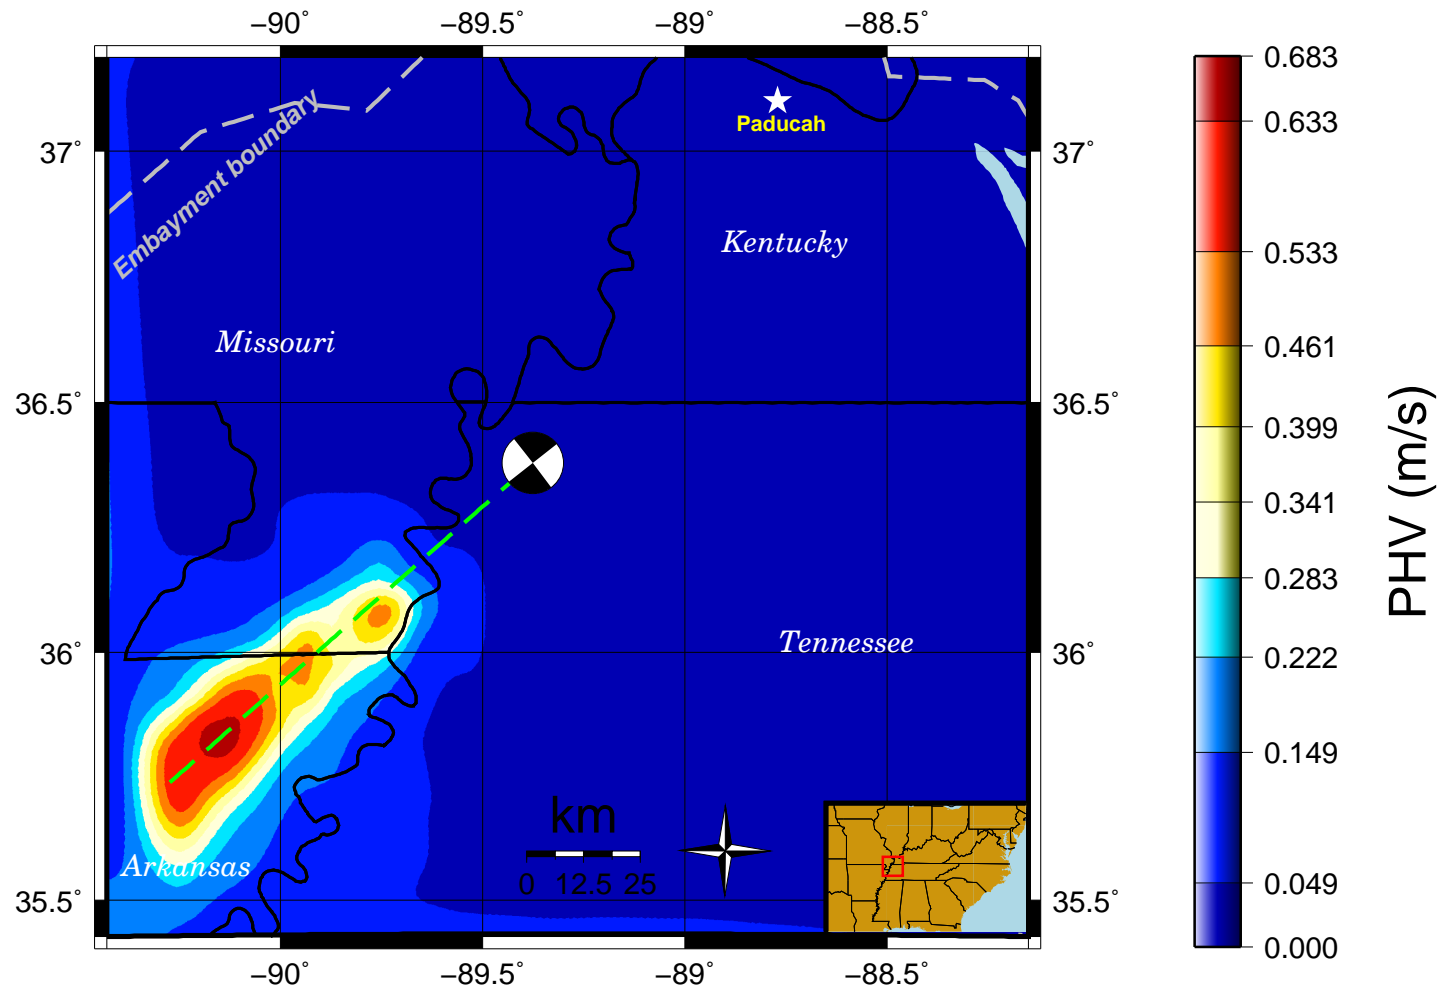 −90˚ −89.5˚ −89˚ −88.5˚
37˚
36.5˚
36˚
35.5˚
Embayment boundary
Paducah
Kentucky
Missouri
Tennessee
Arkansas
km
0 12.5 25
37˚
36.5˚
36˚
35.5˚
−90˚ −89.5˚ −89˚ −88.5˚
0.683
0.633
0.533
0.461
0.399
0.341
0.283
0.222
0.149
0.049
0.000
PHV (m/s)